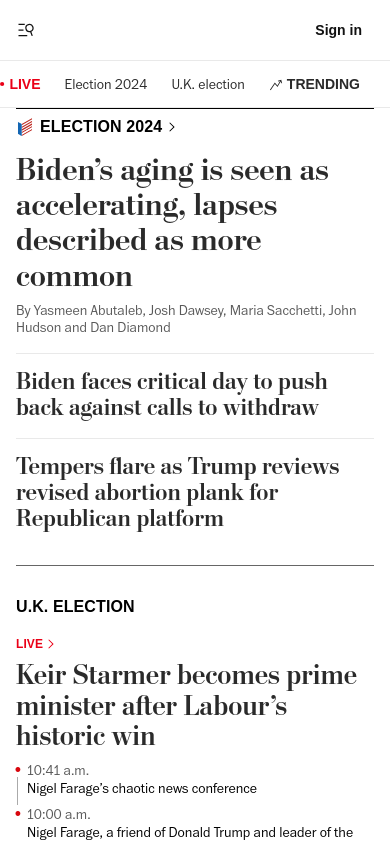 Sign in
LIVE
Election 2024
U.K. election
TRENDING
ELECTION 2024
Biden’s aging is seen as
accelerating, lapses
described as more
common
By Yasmeen Abutaleb, Josh Dawsey, Maria Sacchetti, John
Hudson and Dan Diamond
Biden faces critical day to push
back against calls to withdraw
Tempers flare as Trump reviews
revised abortion plank for
Republican platform
U.K. ELECTION
LIVE
Keir Starmer becomes prime
minister after Labour’s
historic win
10:41 a.m.
Nigel Farage’s chaotic news conference
10:00 a.m.
Nigel Farage, a friend of Donald Trump and leader of the